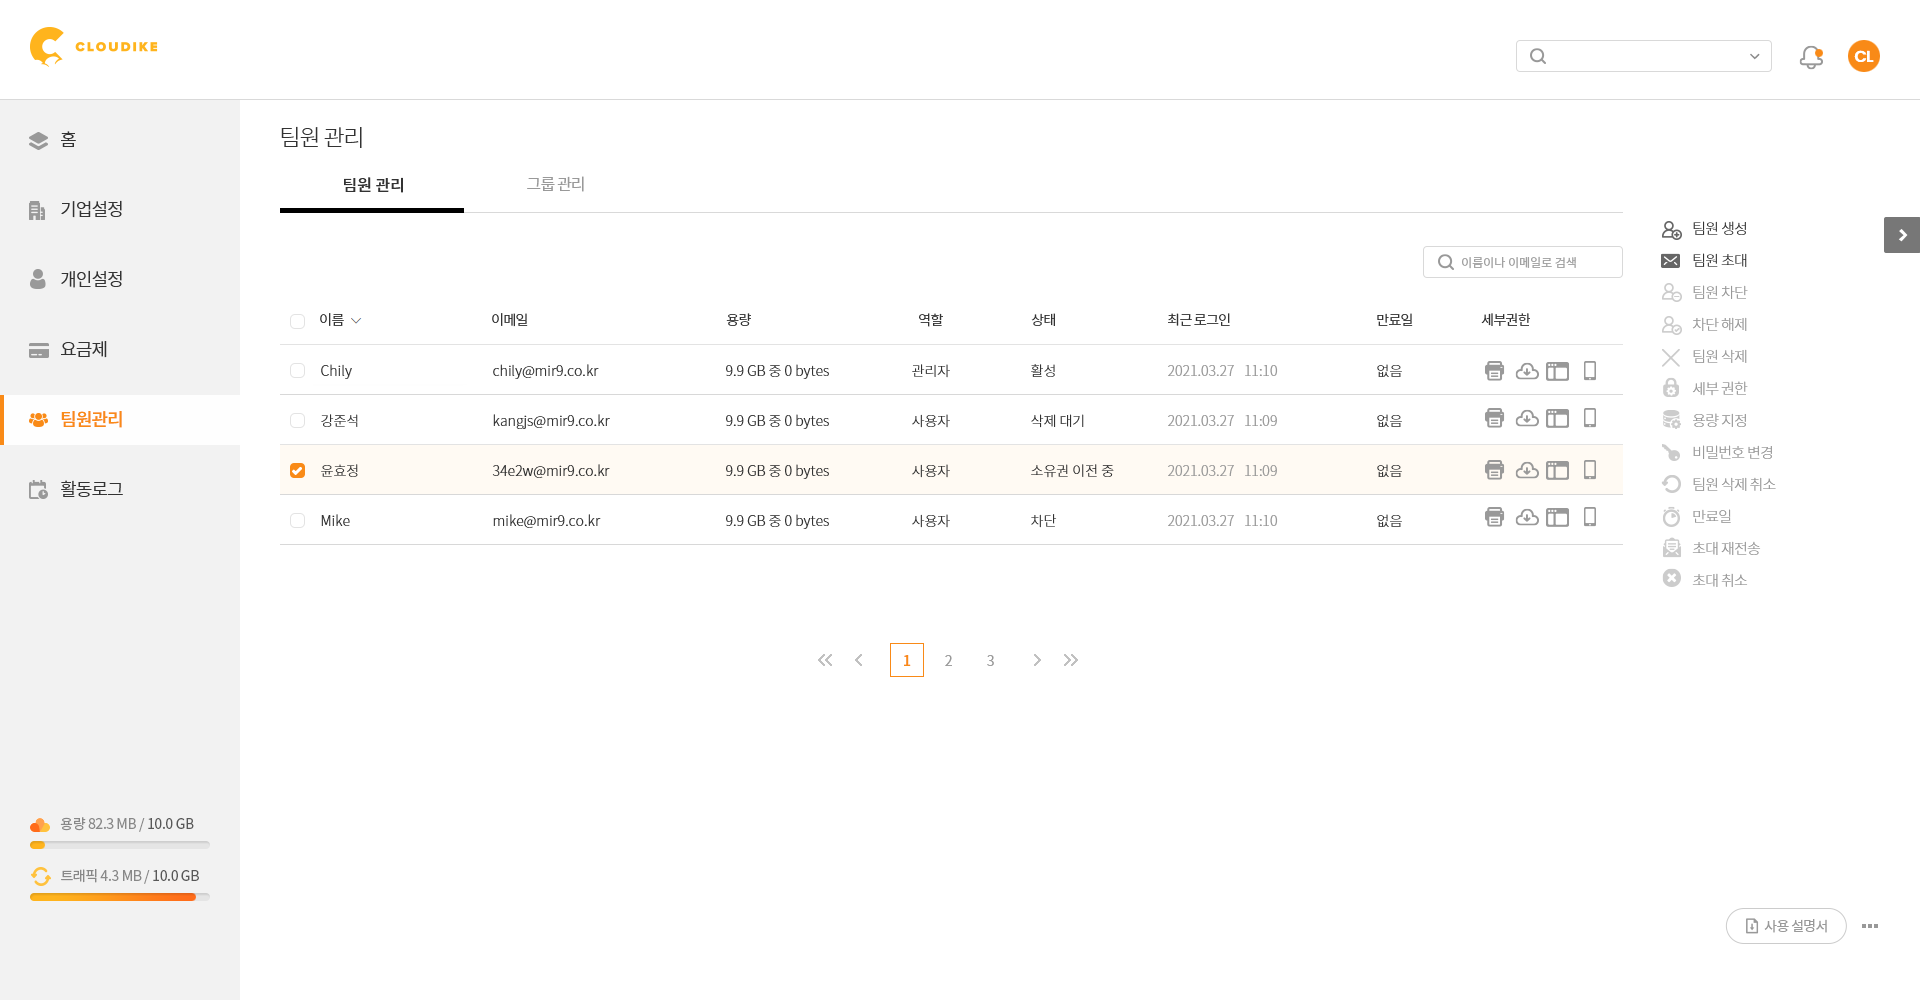 CLOUDIKE
CL
홈
기업설정
개인설정
요금제
팀원관리
활동로그
용량 82.3 MB / 10.0 GB
트래픽 4.3 MB / 10.0 GB
팀원 관리
팀원 관리 그룹 관리
이름이나 이메일로 검색
이름 이메일 용량 역할 상태 최근 로그인 만료일 세부권한
Chily chily@mir9.co.kr 9.9 GB 중 0 bytes 관리자 활성 2021.03.27 11:10 없음
강준석 kangjs@mir9.co.kr 9.9 GB 중 0 bytes 사용자 삭제 대기 2021.03.27 11:09 없음
윤효정 34e2w@mir9.co.kr 9.9 GB 중 0 bytes 사용자 소유권 이전 중 2021.03.27 11:09 없음
Mike mike@mir9.co.kr 9.9 GB 중 0 bytes 사용자 차단 2021.03.27 11:10 없음
1 2 3
팀원 생성
팀원 초대
팀원 차단
차단 해제
팀원 삭제
세부 권한
용량 지정
비밀번호 변경
팀원 삭제 취소
만료일
초대 재전송
초대 취소
사용 설명서